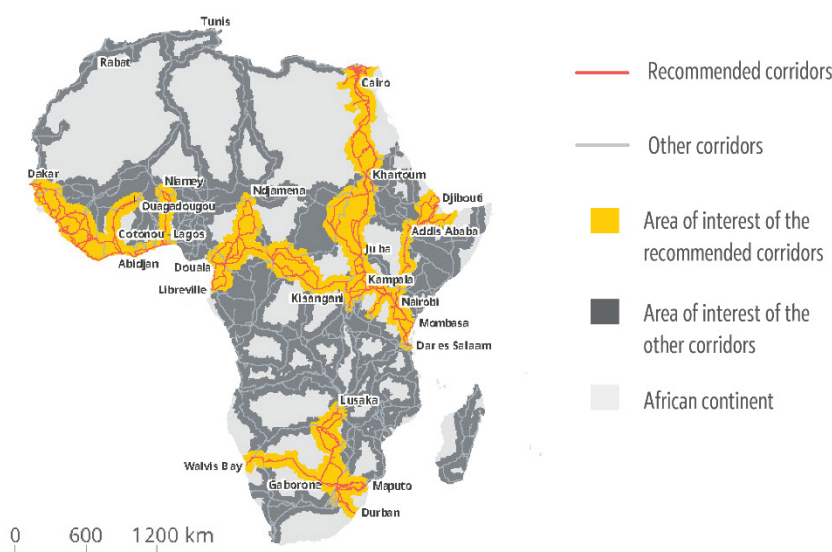 Tunis
Rabat
Cairo
Dakar
Niamey
Ndjamena
Khartoum
Djibouti
Ouagadougou
Addis Ababa
Cotonou
Lagos
Juba
Abidjan
Douala
Kampala
Libreville
Kisangani
Nairobi
Mombasa
Dar es Salaam
Lusaka
Walvis Bay
Gaborone
Maputo
Durban
0 600 1200 km
Recommended corridors
Other corridors
Area of interest of the
recommended corridors
Area of interest of the
other corridors
African continent